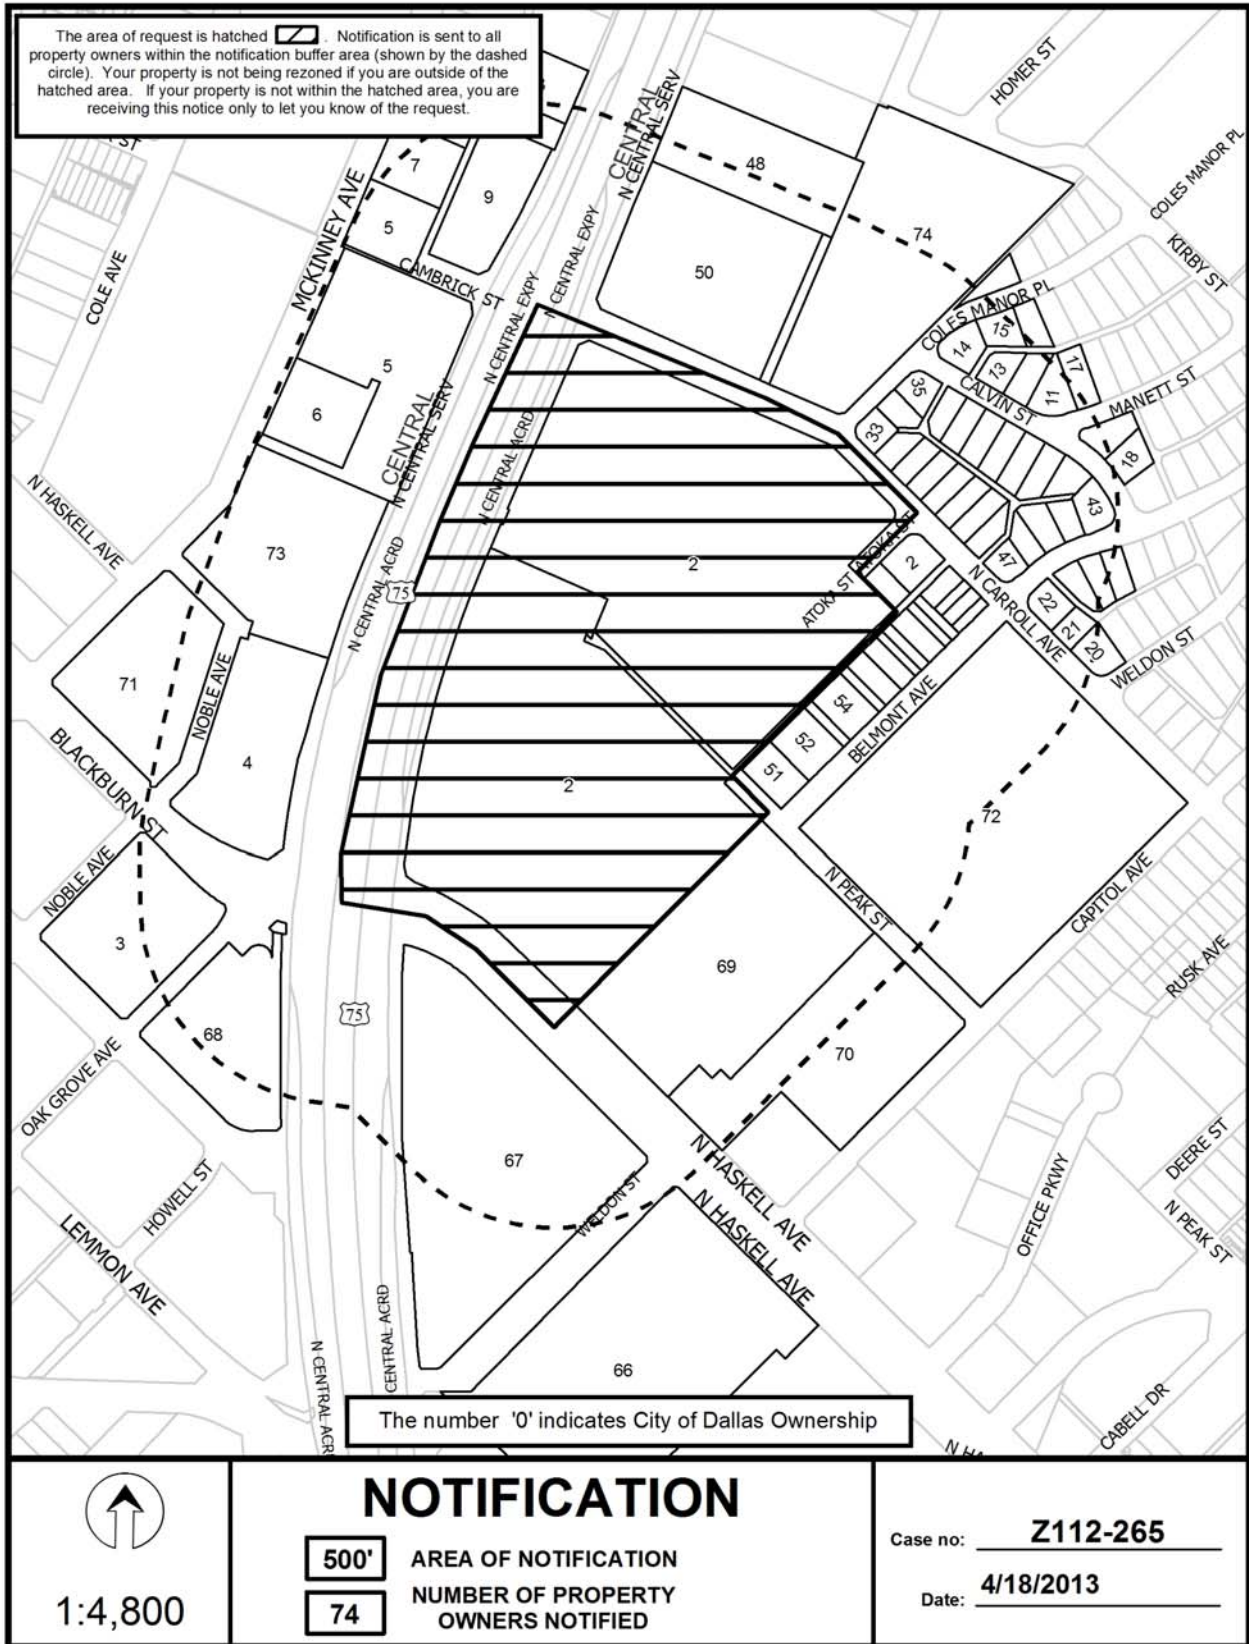 The area of request is hatched . Notification is sent to all
property owners within the notification buffer area (shown by the dashed
circle). Your property is not being rezoned if you are outside of the
hatched area. If your property is not within the hatched area, you are
receiving this notice only to let you know of the request.
ST
HOMER ST
COLES MANOR PL
KIRBY ST
CENTRAL
N CENTRAL SERV
48
74
7
9
5
MCKINNEY AVE
COLE AVE
CAMBRICK ST
N CENTRAL EXPY
N CENTRAL EXPY
50
COLES MANOR PL
15
14
13
17
11
CALVIN ST
MANETT ST
35
33
18
5
6
CENTRAL
N CENTRAL SERV
N CENTRAL ACRD
N HASKELL AVE
73
N CENTRAL ACRD
75
2
ATOKA ST
ATOKA ST
2
43
47
N CARROLL AVE
22
21
20
WELDON ST
71
NOBLE AVE
4
BLACKBURN ST
54
52
51
BELMONT AVE
2
72
NOBLE AVE
3
N PEAK ST
CAPITOL AVE
RUSK AVE
69
75
68
70
OAK GROVE AVE
HOWELL ST
LEMMON AVE
67
WELDON ST
N HASKELL AVE
N HASKELL AVE
OFFICE PKWY
DEERE ST
N PEAK ST
CENTRAL ACRD
N CENTRAL ACRD
66
CABELL DR
The number '0' indicates City of Dallas Ownership
1:4,800
NOTIFICATION
500' AREA OF NOTIFICATION
74 NUMBER OF PROPERTY
OWNERS NOTIFIED
Case no: Z112-265
Date: 4/18/2013